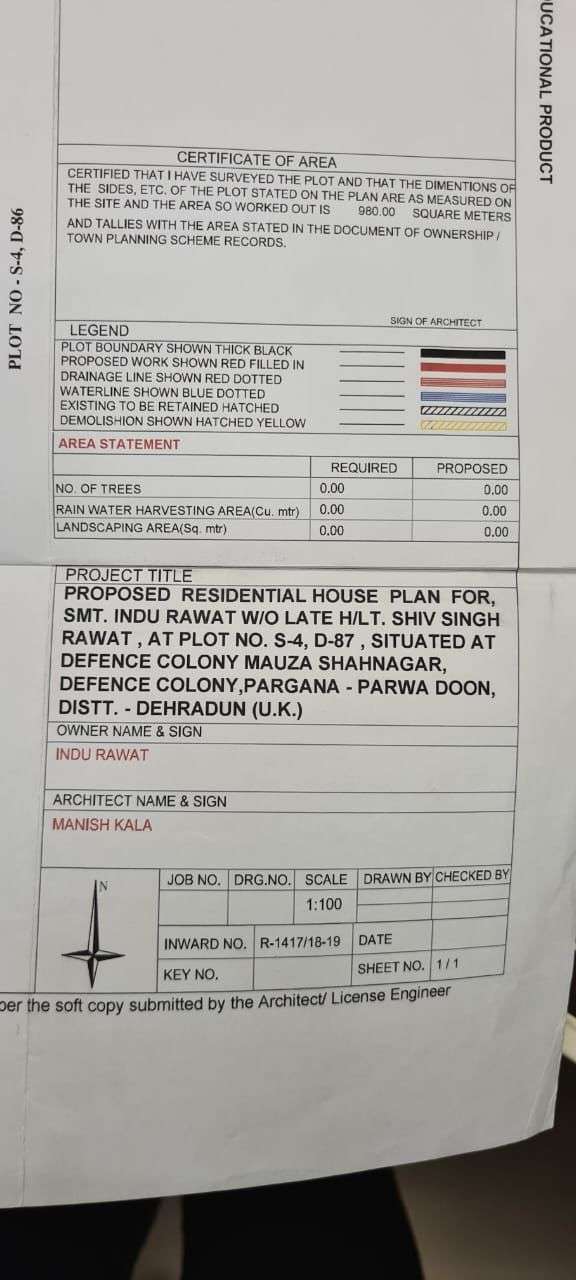 DUCATIONAL PRODUCT
PLOT NO - S-4, D-86
CERTIFICATE OF AREA
CERTIFIED THAT I HAVE SURVEYED THE PLOT AND THAT THE DIMENTIONS OF
THE SIDES, ETC. OF THE PLOT STATED ON THE PLAN ARE AS MEASURED ON
THE SITE AND THE AREA SO WORKED OUT IS 980.00 SQUARE METERS
AND TALLIES WITH THE AREA STATED IN THE DOCUMENT OF OWNERSHIP /
TOWN PLANNING SCHEME RECORDS.
SIGN OF ARCHITECT
LEGEND
PLOT BOUNDARY SHOWN THICK BLACK
PROPOSED WORK SHOWN RED FILLED IN
DRAINAGE LINE SHOWN RED DOTTED
WATERLINE SHOWN BLUE DOTTED
EXISTING TO BE RETAINED HATCHED
DEMOLISHION SHOWN HATCHED YELLOW
AREA STATEMENT
REQUIRED PROPOSED
NO. OF TREES 0.00 0.00
RAIN WATER HARVESTING AREA(Cu. mtr) 0.00 0.00
LANDSCAPING AREA(Sq. mtr) 0.00 0.00
PROJECT TITLE
PROPOSED RESIDENTIAL HOUSE PLAN FOR,
SMT. INDU RAWAT W/O LATE H/LT. SHIV SINGH
RAWAT , AT PLOT NO. S-4, D-87 , SITUATED AT
DEFENCE COLONY MAUZA SHAHNAGAR,
DEFENCE COLONY,PARGANA - PARWA DOON,
DISTT. - DEHRADUN (U.K.)
OWNER NAME & SIGN
INDU RAWAT
ARCHITECT NAME & SIGN
MANISH KALA
N
JOB NO. DRG.NO. SCALE DRAWN BY CHECKED BY
1:100
INWARD NO. R-1417/18-19 DATE
KEY NO. SHEET NO. 1 / 1
per the soft copy submitted by the Architect/ License Engineer